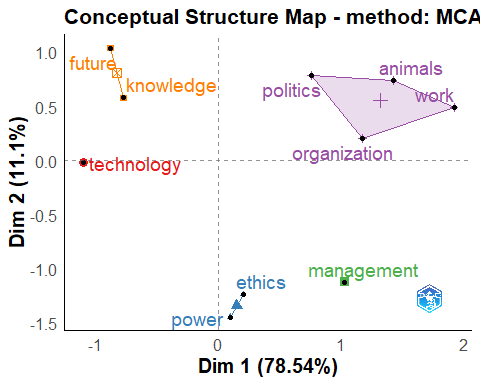 Conceptual Structure Map - method: MCA
1.0
0.5
0.0
-0.5
-1.0
-1.5
Dim 2 (11.1%)
future
knowledge
technology
politics
animals
work
organization
ethics
power
management
-1
0
1
2
Dim 1 (78.54%)